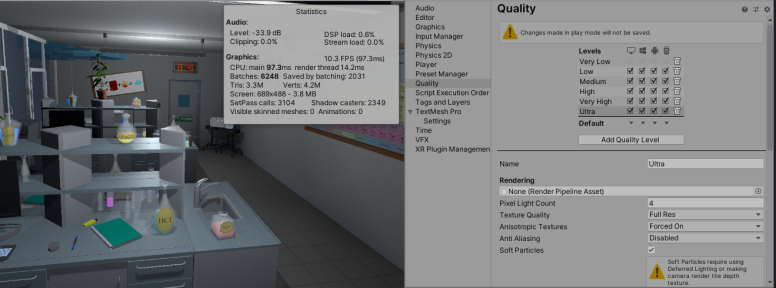 Statistics
Audio:
Level: -33.9 dB DSP load: 0.6%
Clipping: 0.0% Stream load: 0.0%
Graphics: 10.3 FPS (97.3ms)
CPU: main 97.3ms render thread 14.2ms
Batches: 6248 Saved by batching: 2031
Tris: 3.3M Verts: 4.2M
Screen: 689x488 - 3.8 MB
SetPass calls: 3104 Shadow casters: 2349
Visible skinned meshes: 0 Animations: 0
HCl
Audio
Editor
Graphics
Input Manager
Physics
Physics 2D
Player
Preset Manager
Quality
Script Execution Order
Tags and Layers
TextMesh Pro
Settings
Time
VFX
XR Plugin Managemen
Quality
Changes made in play mode will not be saved.
Levels
Very Low
Low
Medium
High
Very High
Ultra
Default
Add Quality Level
Name Ultra
Rendering
None (Render Pipeline Asset)
Pixel Light Count 4
Texture Quality Full Res
Anisotropic Textures Forced On
Anti Aliasing Disabled
Soft Particles
Soft Particles require using
Deferred Lighting or making
camera render the depth
texture.